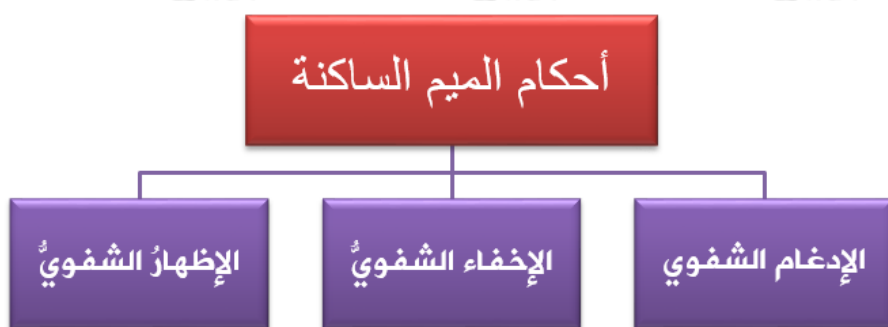 أحكام الميم الساكنة
الإدغام الشفوي
الإخفاء الشفويُّ
الإظهارُ الشفويُّ